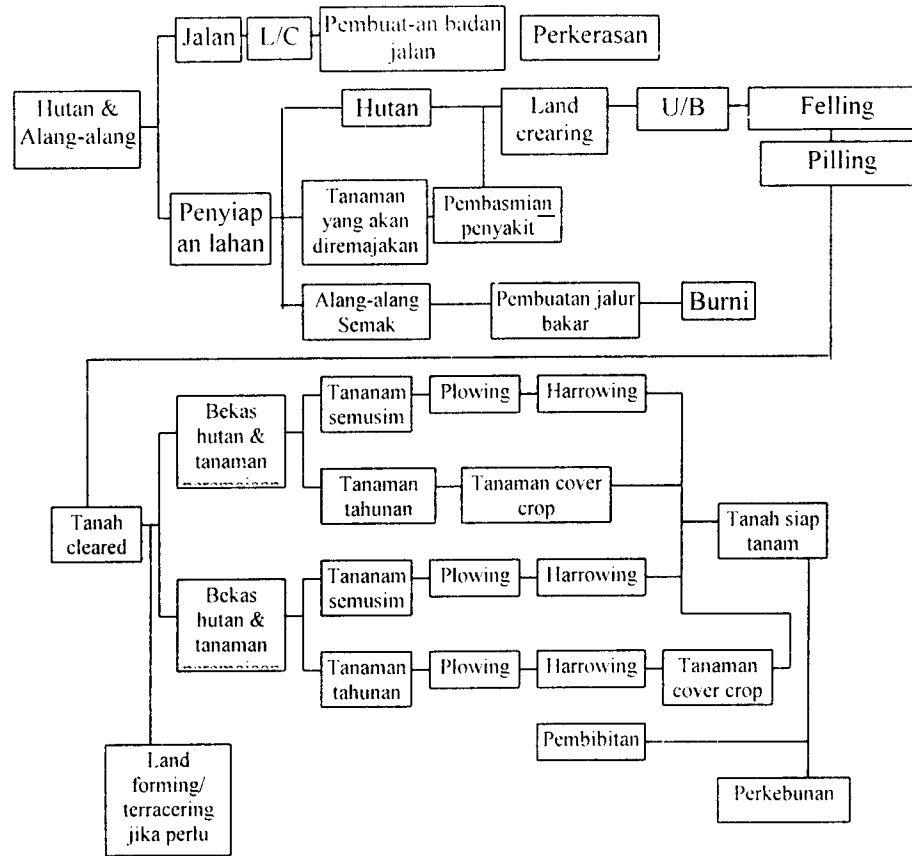 Jalan
L/C
Pembuat-an badan
jalan
Perkerasan
Hutan &
Alang-alang
Hutan
Land
crearing
U/B
Felling
Pilling
Penyiap
an lahan
Tanaman
yang akan
diremajakan
Pembasmian
penyakit
Alang-alang
Semak
Pembuatan jalur
bakar
Burni
Bekas
hutan &
tanaman
Tananam
semusim
Plowing
Harrowing
Tanaman
tahunan
Tanaman cover
crop
Tanah
cleared
Tanah siap
tanam
Bekas
hutan &
tanaman
Tananam
semusim
Plowing
Harrowing
Tanaman
tahunan
Plowing
Harrowing
Tanaman
cover crop
Pembibitan
Land
forming/
terracering
jika perlu
Perkebunan